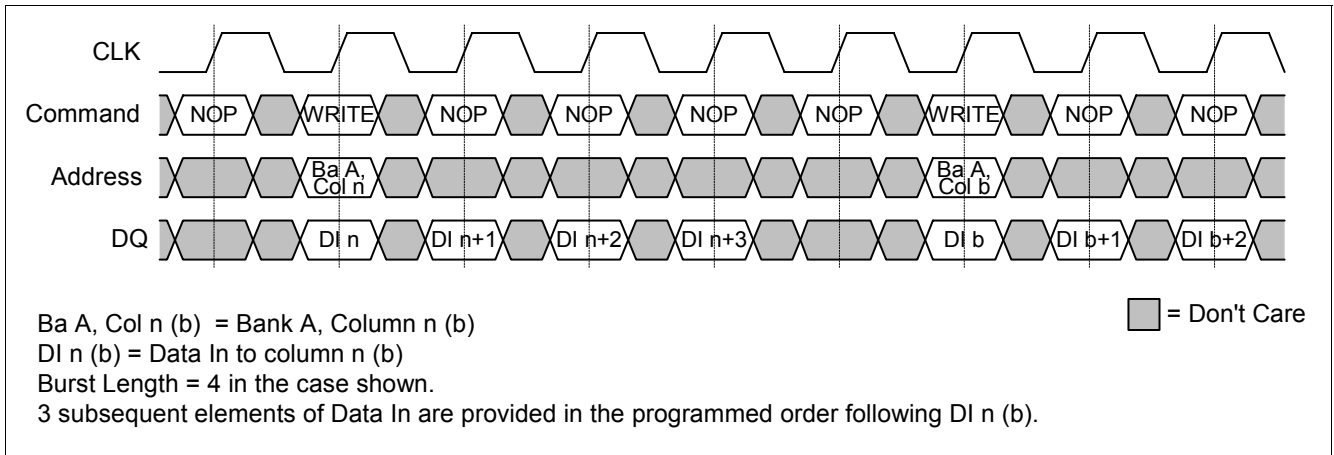 CLK
Command NOP WRITE NOP NOP NOP NOP WRITE NOP NOP
Address Ba A, Col n Ba A, Col b
DQ DI n DI n+1 DI n+2 DI n+3 DI b DI b+1 DI b+2
= Don't Care
Ba A, Col n (b) = Bank A, Column n (b)
DI n (b) = Data In to column n (b)
Burst Length = 4 in the case shown.
3 subsequent elements of Data In are provided in the programmed order following DI n (b).